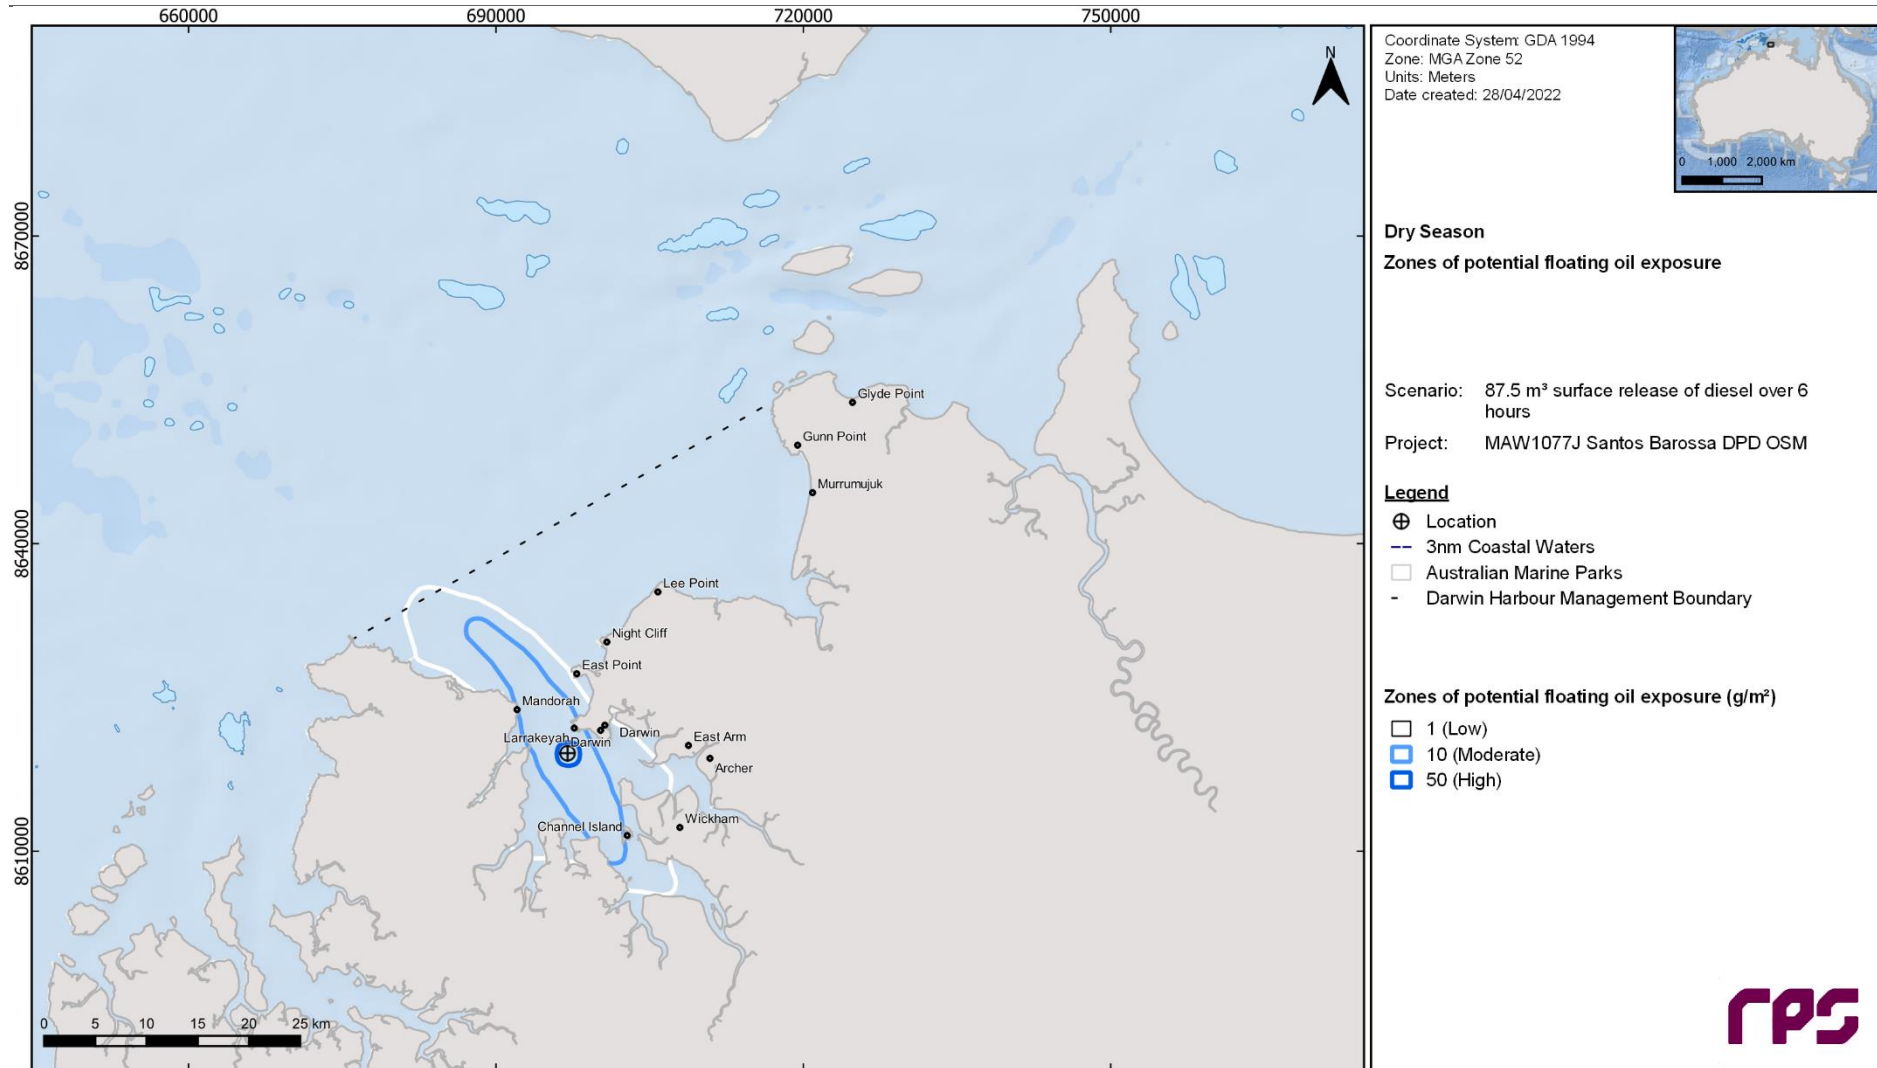 660000
690000
720000
750000
8670000
8640000
8610000
N
Glyde Point
Gunn Point
Murrumujuk
Lee Point
Night Cliff
East Point
Mandorah
Larrakeyah
Darwin
Darwin
East Arm
Archer
Channel Island
Wickham
0 5 10 15 20 25 km
Coordinate System: GDA 1994
Zone: MGA Zone 52
Units: Meters
Date created: 28/04/2022
0 1,000 2,000 km
Dry Season
Zones of potential floating oil exposure
Scenario: 87.5 m³ surface release of diesel over 6
hours
Project: MAW1077J Santos Barossa DPD OSM
Legend
Location
3nm Coastal Waters
Australian Marine Parks
Darwin Harbour Management Boundary
Zones of potential floating oil exposure (g/m²)
1 (Low)
10 (Moderate)
50 (High)
rps